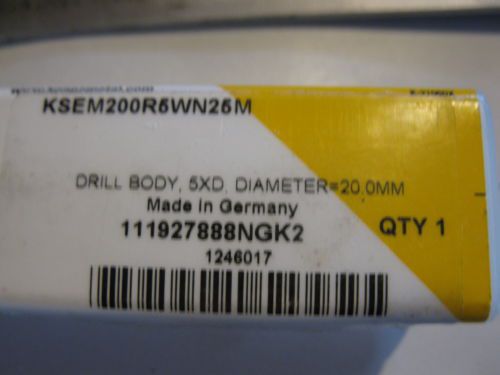 KSEM200R5WN25M
DRILL BODY, 5XD, DIAMETER=20.0MM
Made in Germany
111927888NGK2
QTY 1
1246017